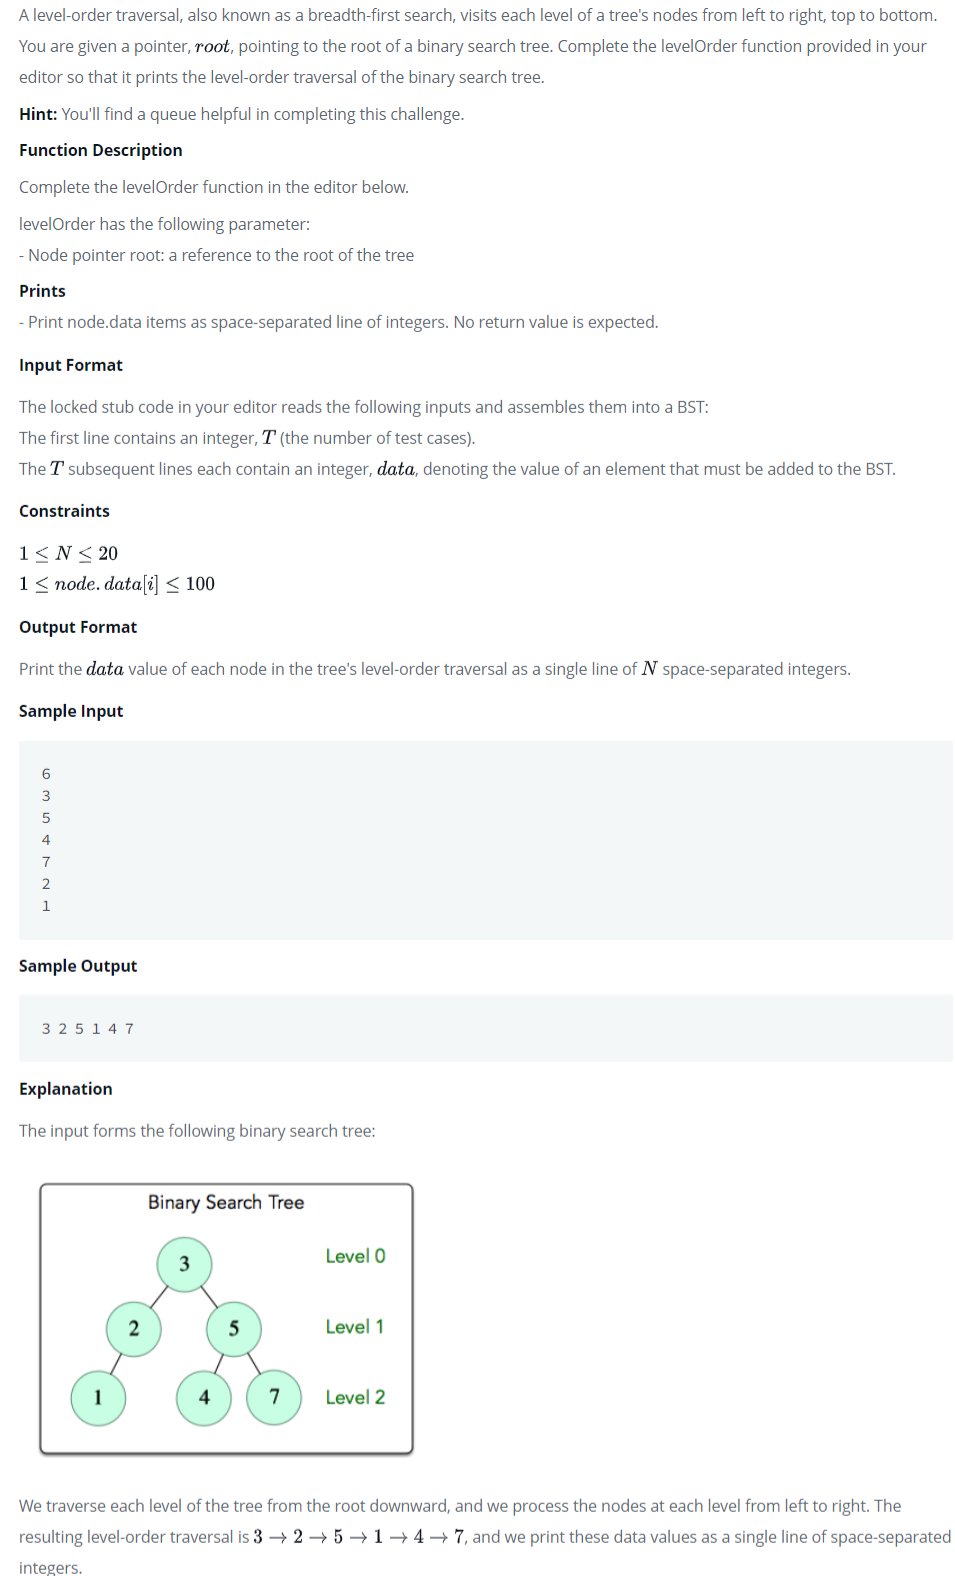 A level-order traversal, also known as a breadth-first search, visits each level of a tree's nodes from left to right, top to bottom.
You are given a pointer, root, pointing to the root of a binary search tree. Complete the levelOrder function provided in your
editor so that it prints the level-order traversal of the binary search tree.
Hint: You'll find a queue helpful in completing this challenge.
Function Description
Complete the levelOrder function in the editor below.
levelOrder has the following parameter:
- Node pointer root: a reference to the root of the tree
Prints
- Print node.data items as space-separated line of integers. No return value is expected.
Input Format
The locked stub code in your editor reads the following inputs and assembles them into a BST:
The first line contains an integer, T (the number of test cases).
The T subsequent lines each contain an integer, data, denoting the value of an element that must be added to the BST.
Constraints
1 ≤ N ≤ 20
1 ≤ node. data[i] ≤ 100
Output Format
Print the data value of each node in the tree's level-order traversal as a single line of N space-separated integers.
Sample Input
6
3
5
4
7
2
1
Sample Output
3 2 5 1 4 7
Explanation
The input forms the following binary search tree:
Binary Search Tree
3 Level 0
2 5 Level 1
1 4 7 Level 2
We traverse each level of the tree from the root downward, and we process the nodes at each level from left to right. The
resulting level-order traversal is 3 → 2 → 5 → 1 → 4 → 7, and we print these data values as a single line of space-separated
integers.